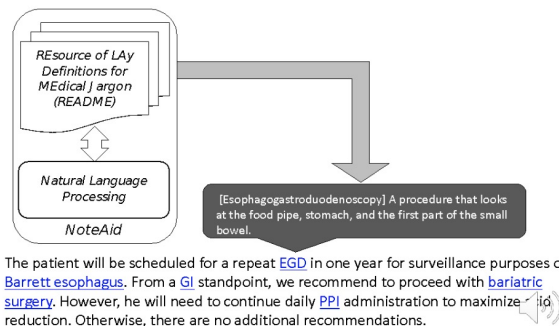 REsource of LAy
Definitions for
MEdical Jargon
(README)
Natural Language
Processing
NoteAid
[Esophagogastroduodenoscopy] A procedure that looks
at the food pipe, stomach, and the first part of the small
bowel.
The patient will be scheduled for a repeat EGD in one year for surveillance purposes
Barrett esophagus. From a GI standpoint, we recommend to proceed with bariatric
surgery. However, he will need to continue daily PPI administration to maximize
reduction. Otherwise, there are no additional recommendations.